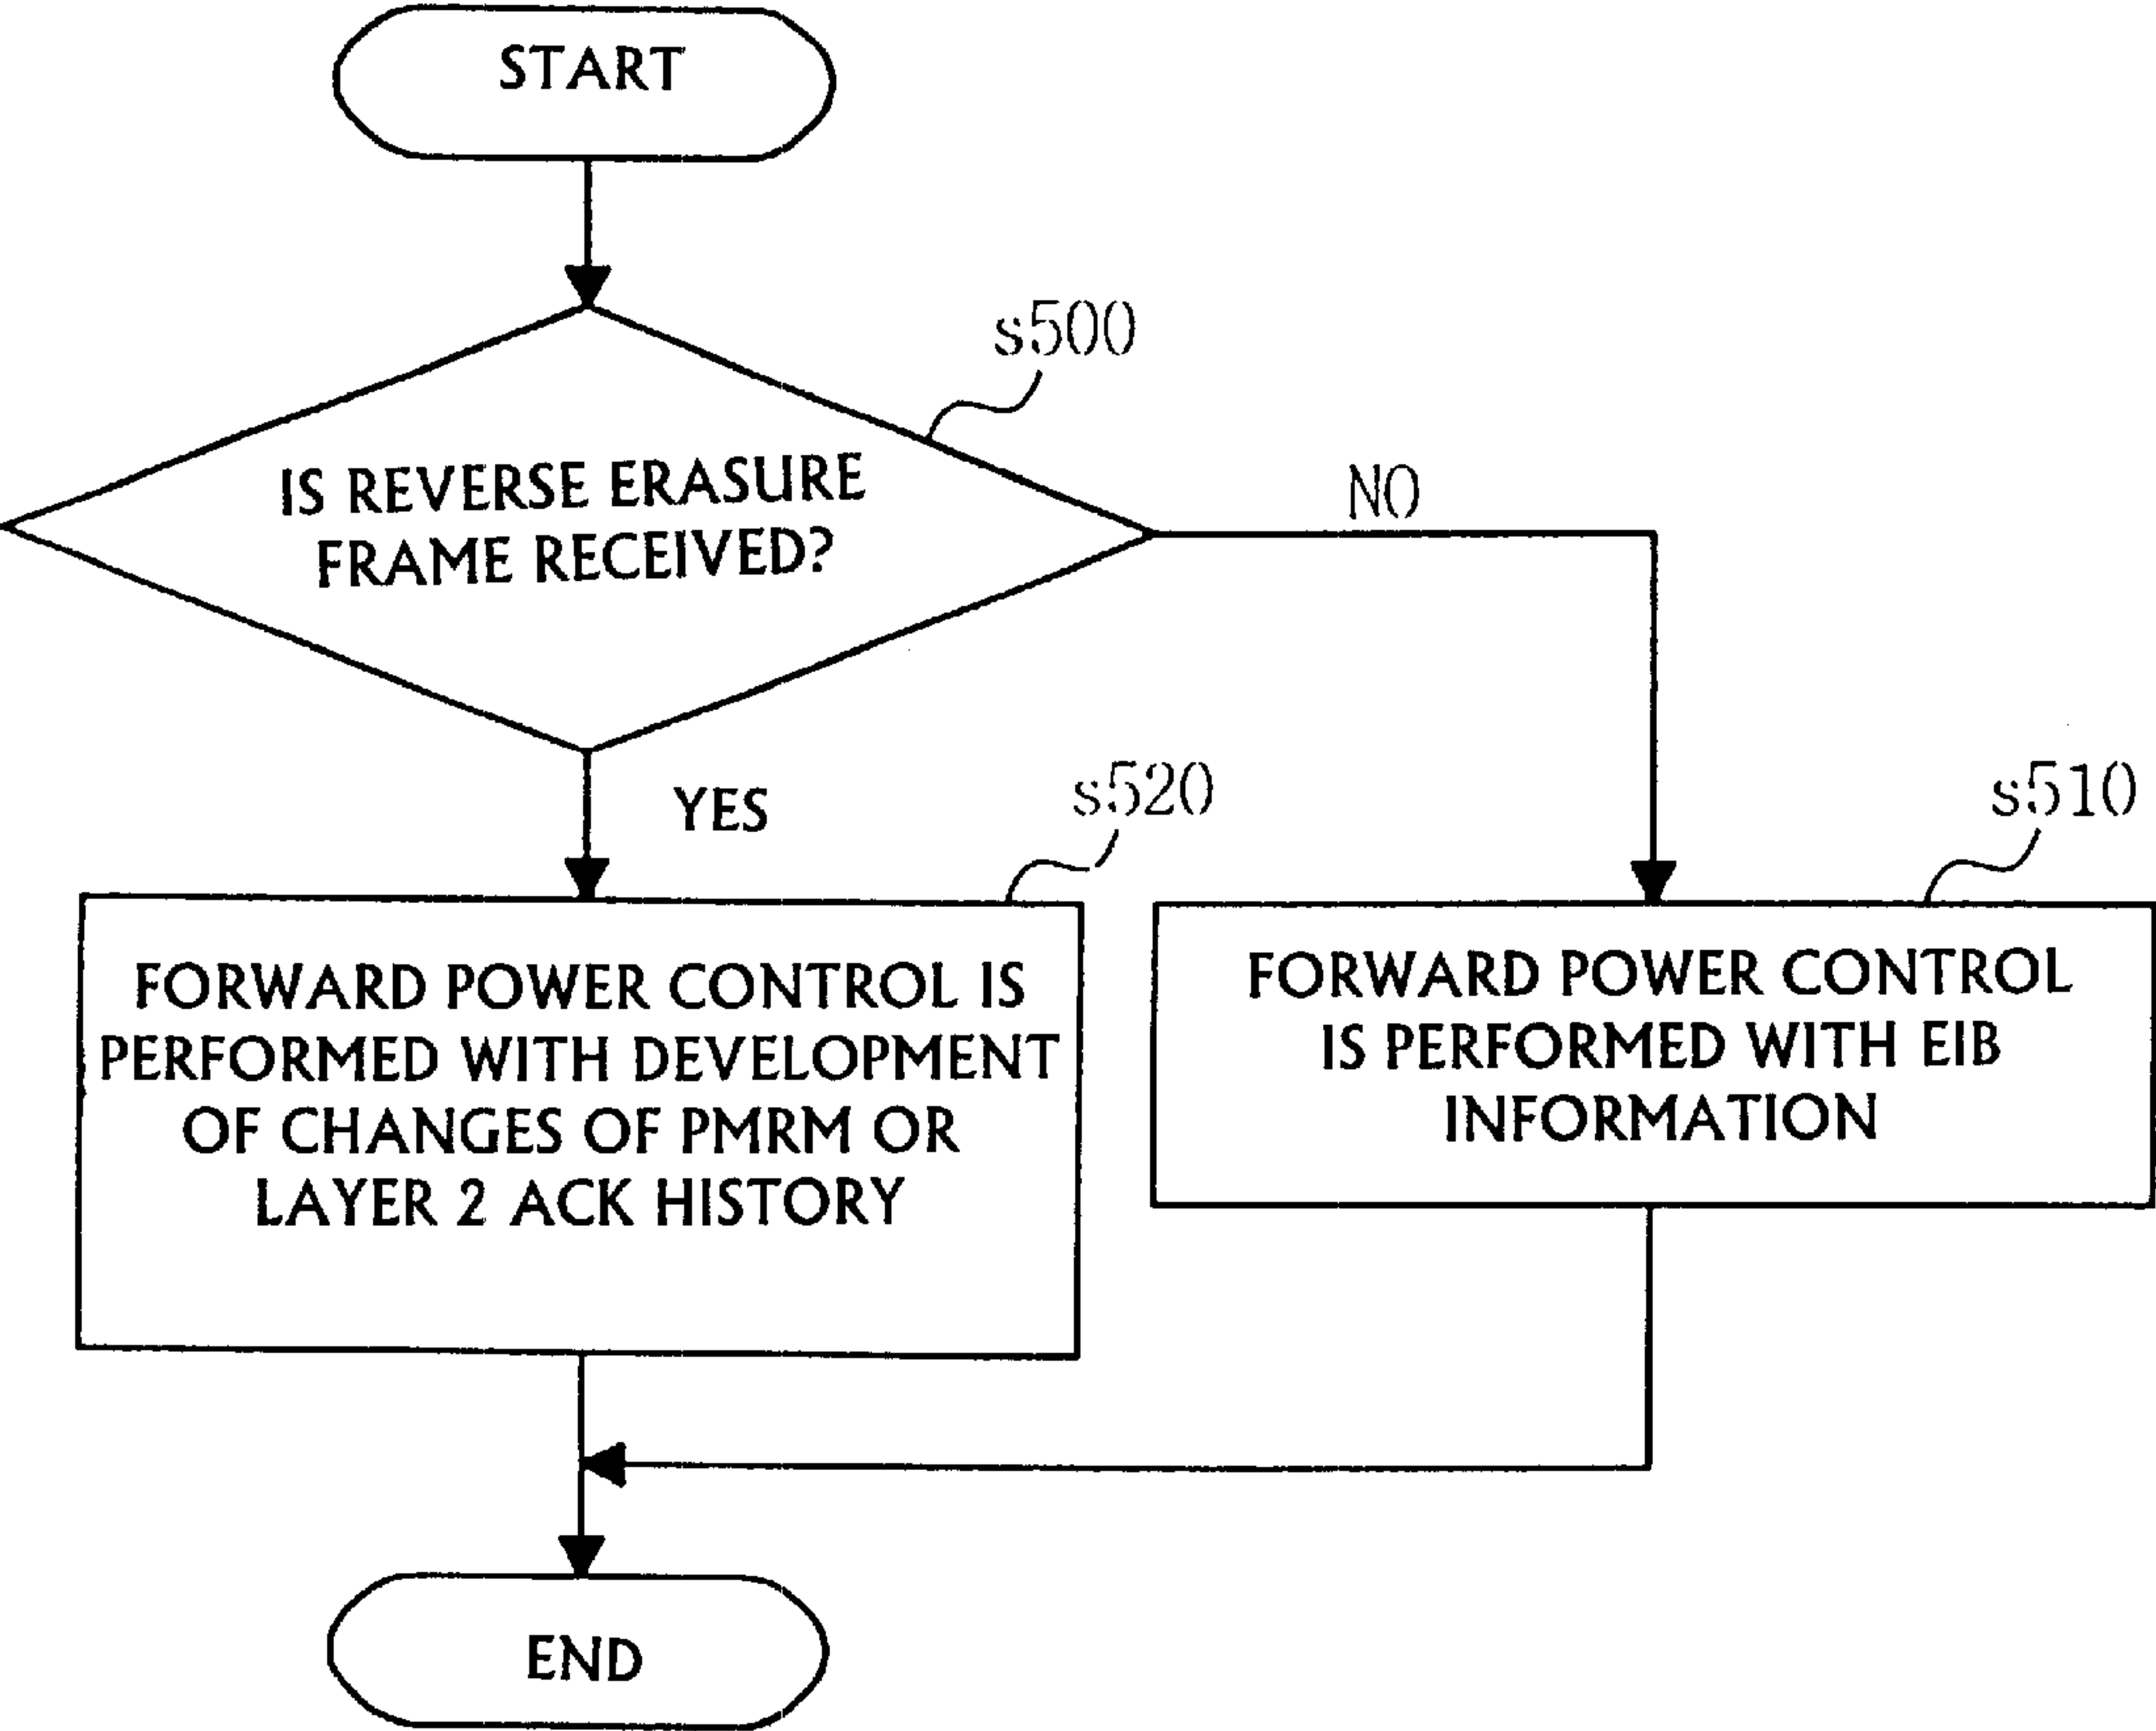 START
s500
IS REVERSE ERASURE
FRAME RECEIVED?
NO
YES
s520
s510
FORWARD POWER CONTROL IS
PERFORMED WITH DEVELOPMENT
OF CHANGES OF PMRM OR
LAYER 2 ACK HISTORY
FORWARD POWER CONTROL
IS PERFORMED WITH EIB
INFORMATION
END